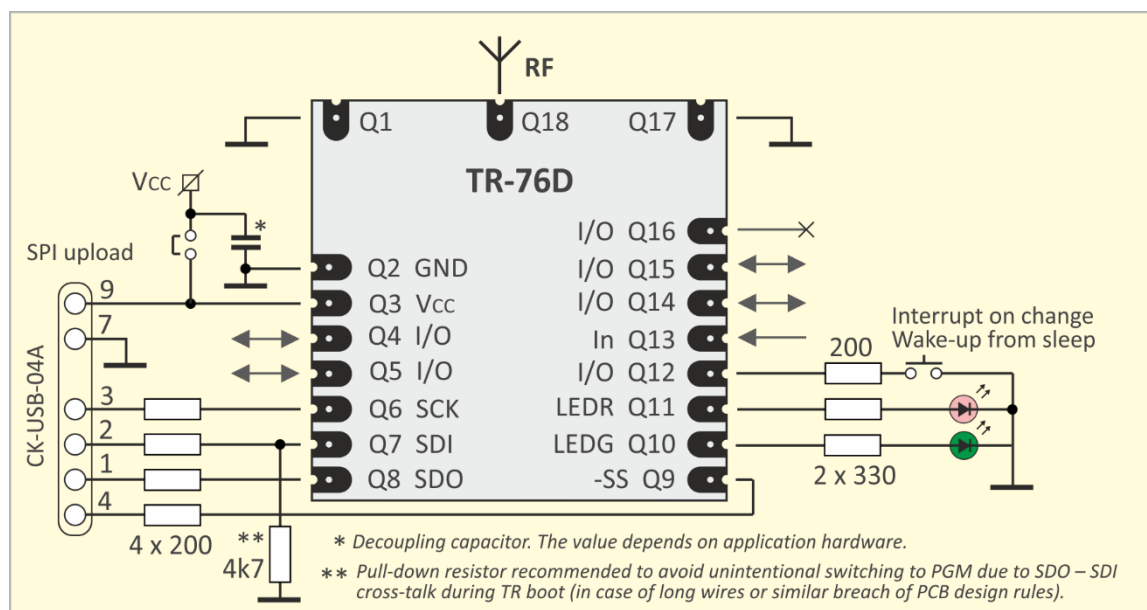 RF
Q1
Q18
Q17
TR-76D
Vcc
*
SPI upload
I/O Q16
Q2 GND
I/O Q15
9
Q3 Vcc
I/O Q14
7
Q4 I/O
In Q13
Interrupt on change
Wake-up from sleep
200
Q5 I/O
I/O Q12
CK-USB-04A
3
Q6 SCK
LEDR Q11
2
Q7 SDI
LEDG Q10
1
Q8 SDO
-SS Q9
2 x 330
4
4 x 200
**
4k7
* Decoupling capacitor. The value depends on application hardware.
** Pull-down resistor recommended to avoid unintentional switching to PGM due to SDO – SDI
cross-talk during TR boot (in case of long wires or similar breach of PCB design rules).